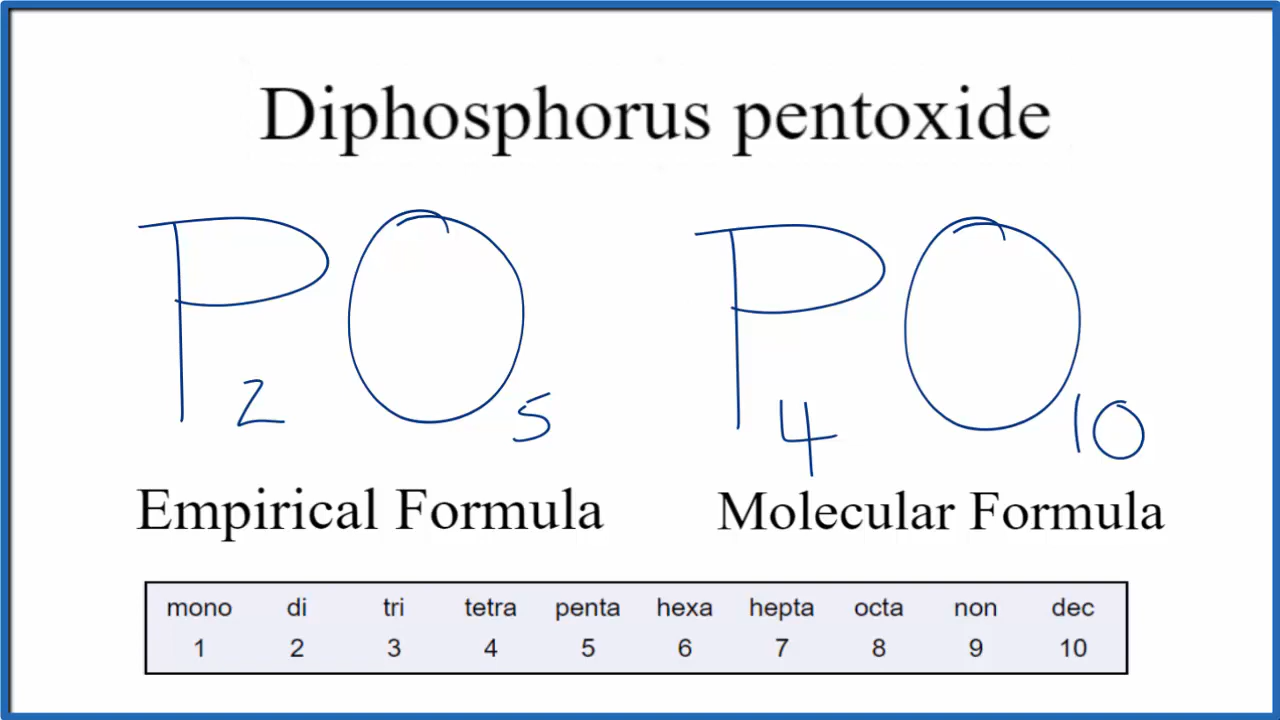 Diphosphorus pentoxide
P2O5 P4O10
Empirical Formula Molecular Formula
mono di tri tetra penta hexa hepta octa non dec
1 2 3 4 5 6 7 8 9 10